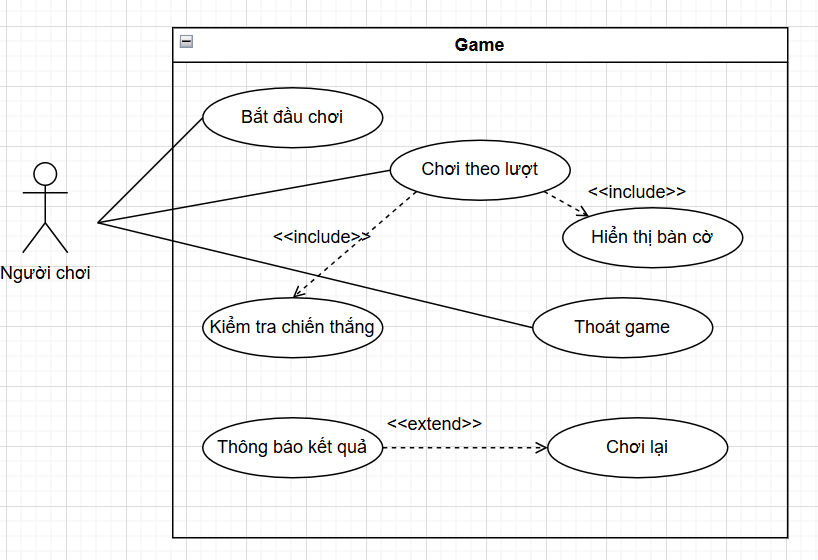 Game
Bắt đầu chơi
Chơi theo lượt
<<include>>
Hiển thị bàn cờ
<<include>>
Người chơi
Kiểm tra chiến thắng
Thoát game
<<extend>>
Thông báo kết quả
Chơi lại